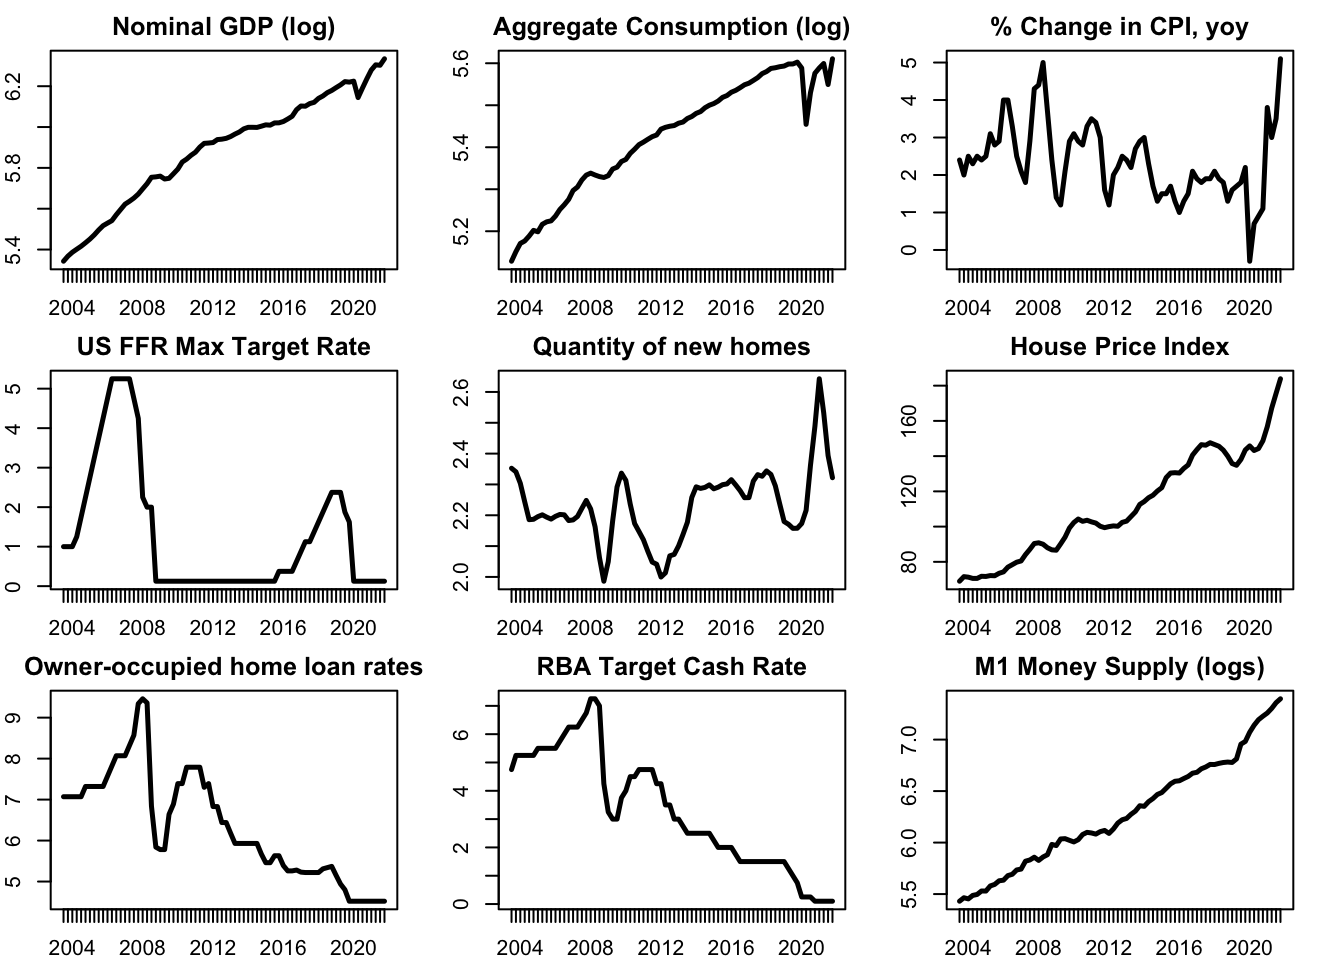 Nominal GDP (log)
5.4 5.8 6.2
2004 2008 2012 2016 2020
Aggregate Consumption (log)
5.2 5.4 5.6
2004 2008 2012 2016 2020
% Change in CPI, yoy
0 1 2 3 4 5
2004 2008 2012 2016 2020
US FFR Max Target Rate
0 1 2 3 4 5
2004 2008 2012 2016 2020
Quantity of new homes
2.0 2.2 2.4 2.6
2004 2008 2012 2016 2020
House Price Index
80 120 160
2004 2008 2012 2016 2020
Owner-occupied home loan rates
5 6 7 8 9
2004 2008 2012 2016 2020
RBA Target Cash Rate
0 2 4 6
2004 2008 2012 2016 2020
M1 Money Supply (logs)
5.5 6.0 6.5 7.0
2004 2008 2012 2016 2020